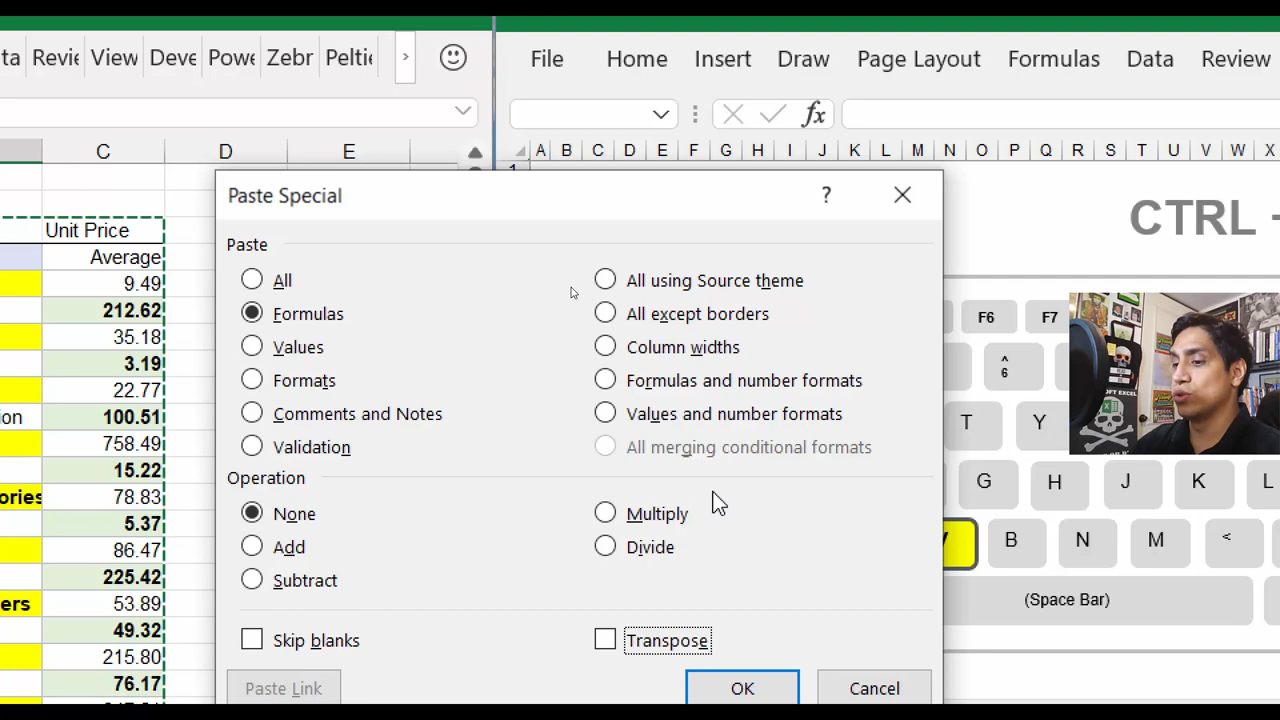 ta Revie View Deve Powe Zebr Peltie >
File Home Insert Draw Page Layout Formulas Data Review
fx
C D E
A B C D E F G H I J K L M N O P Q R S T U V W X
1
Paste Special ? 
CTRL -
Unit Price
Average
9.49
212.62
35.18
3.19
22.77
ion 100.51
758.49
15.22
ories 78.83
5.37
86.47
225.42
ers 53.89
49.32
215.80
76.17
Paste
All
Formulas
Values
Formats
Comments and Notes
Validation
All using Source theme
All except borders
Column widths
Formulas and number formats
Values and number formats
All merging conditional formats
Operation
None
Add
Subtract
Multiply
Divide
Skip blanks
Transpose
Paste Link
OK
Cancel
F6 F7
^
6
T Y
G H J K L
V B N M <
(Space Bar)